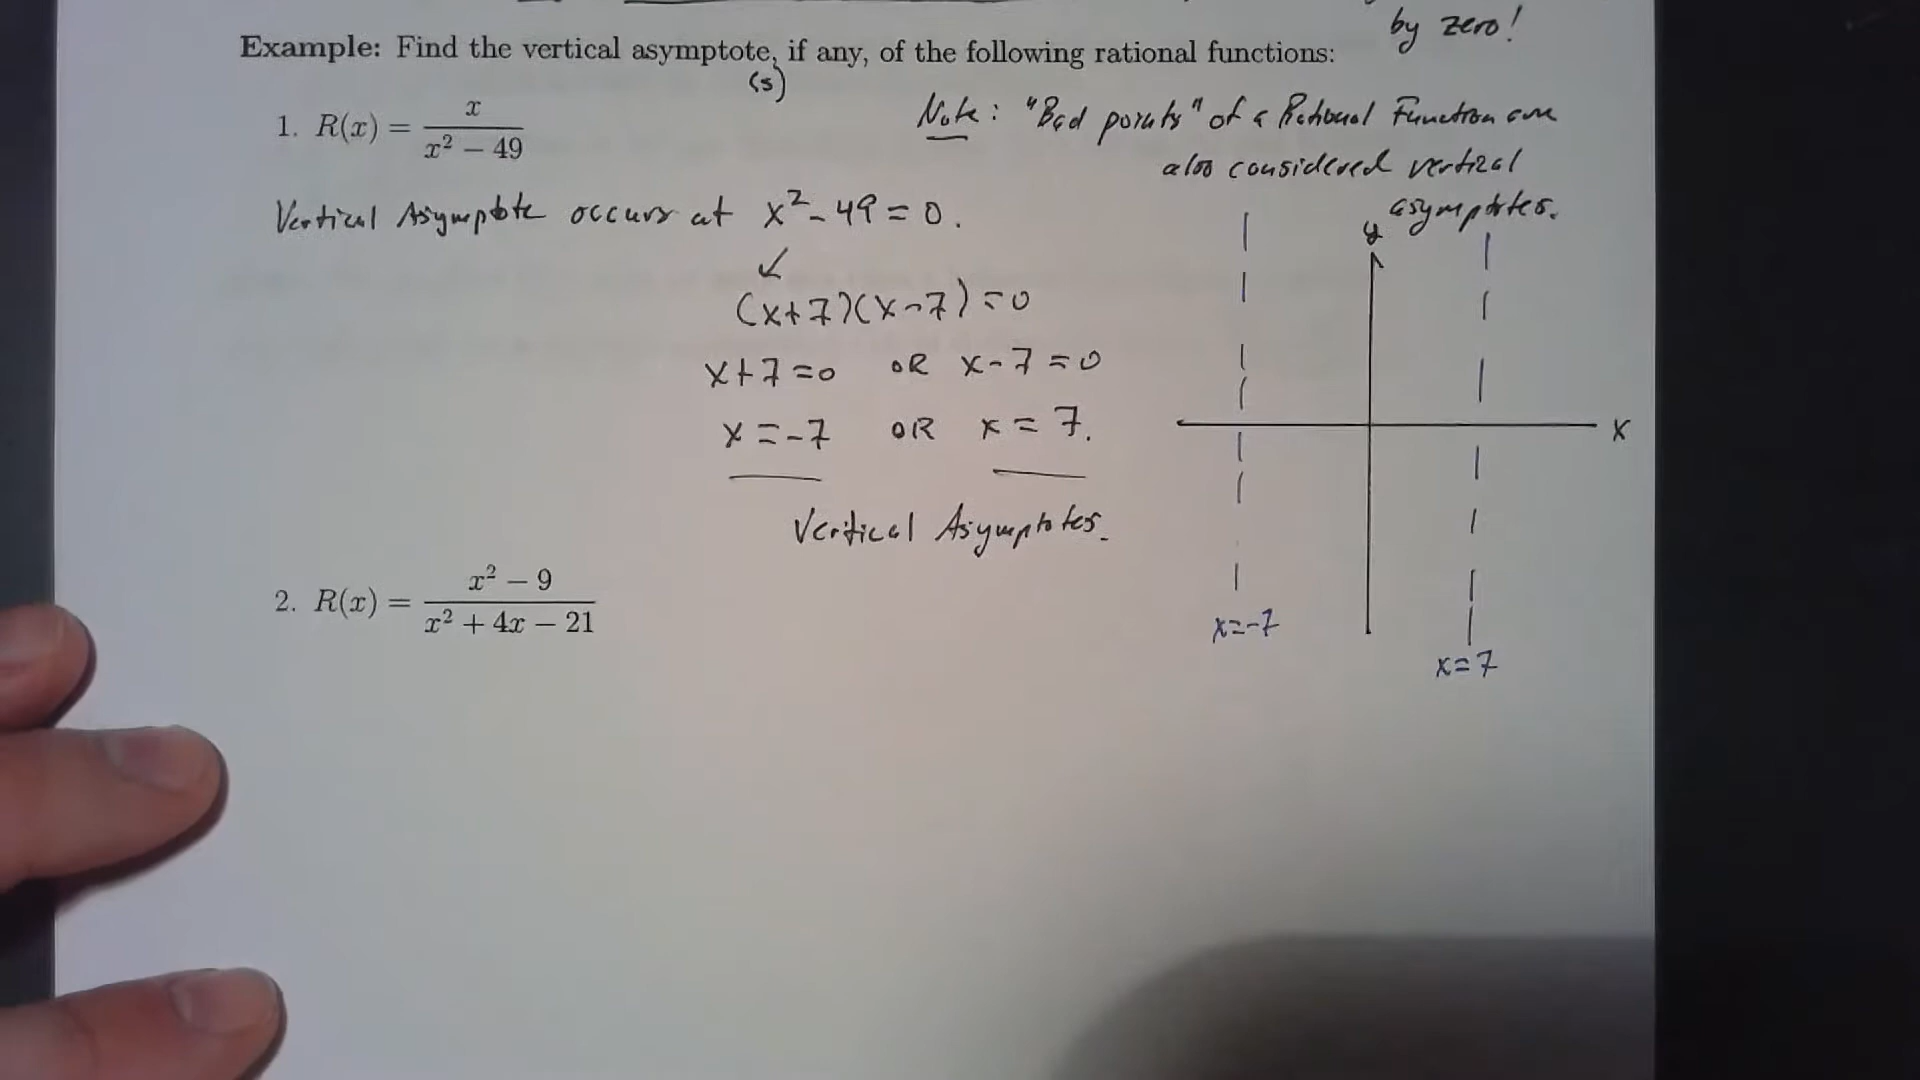 by zero!
Example: Find the vertical asymptote, if any, of the following rational functions:
(s)
1. R(x) = x / (x² − 49)
Note: "Bad points" of a Rational Function are
also considered vertical
asymptotes.
Vertical Asymptote occurs at x² - 49 = 0.
(x+7)(x-7) = 0
x+7=0 OR x-7=0
x=-7 OR x=7.
Vertical Asymptotes.
y
x
x=-7
x=7
2. R(x) = (x² − 9) / (x² + 4x − 21)